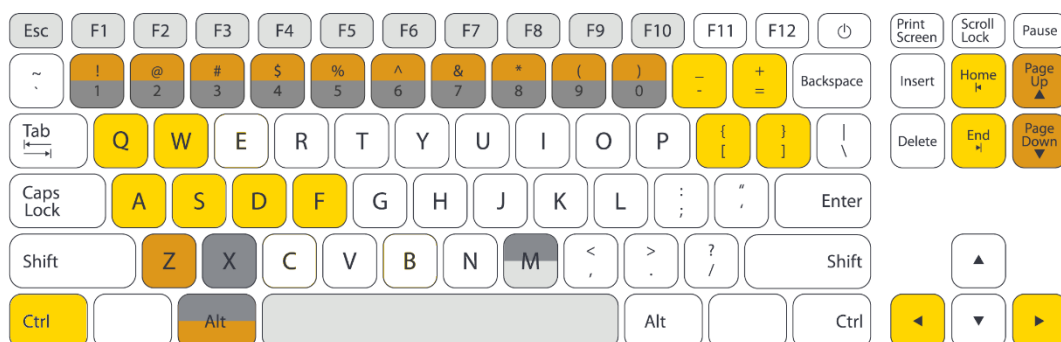 Esc F1 F2 F3 F4 F5 F6 F7 F8 F9 F10 F11 F12 Print Screen Scroll Lock Pause
~ ! @ # $ % ^ & * ( ) _ +
` 1 2 3 4 5 6 7 8 9 0 - = Backspace Insert Home Page Up
Tab Q W E R T Y U I O P { } |
[ ] \ Delete End Page Down
Caps Lock A S D F G H J K L : " Enter
; '
Shift Z X C V B N M < > ? Shift
, . /
Ctrl Alt Alt Ctrl